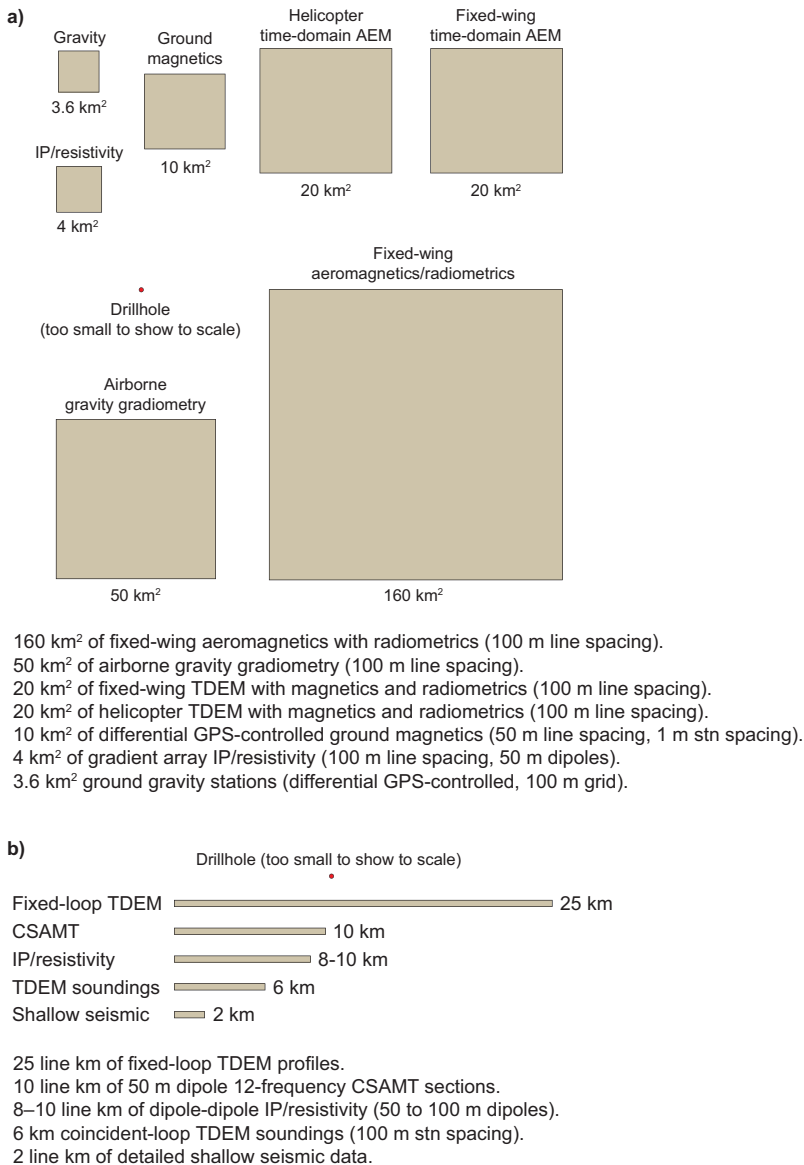 a)
Gravity
3.6 km²
Ground
magnetics
10 km²
Helicopter
time-domain AEM
20 km²
Fixed-wing
time-domain AEM
20 km²
IP/resistivity
4 km²
Drillhole
(too small to show to scale)
Fixed-wing
aeromagnetics/radiometrics
160 km²
Airborne
gravity gradiometry
50 km²
160 km² of fixed-wing aeromagnetics with radiometrics (100 m line spacing).
50 km² of airborne gravity gradiometry (100 m line spacing).
20 km² of fixed-wing TDEM with magnetics and radiometrics (100 m line spacing).
20 km² of helicopter TDEM with magnetics and radiometrics (100 m line spacing).
10 km² of differential GPS-controlled ground magnetics (50 m line spacing, 1 m stn spacing).
4 km² of gradient array IP/resistivity (100 m line spacing, 50 m dipoles).
3.6 km² ground gravity stations (differential GPS-controlled, 100 m grid).
b)
Drillhole (too small to show to scale)
Fixed-loop TDEM 25 km
CSAMT 10 km
IP/resistivity 8-10 km
TDEM soundings 6 km
Shallow seismic 2 km
25 line km of fixed-loop TDEM profiles.
10 line km of 50 m dipole 12-frequency CSAMT sections.
8–10 line km of dipole-dipole IP/resistivity (50 to 100 m dipoles).
6 km coincident-loop TDEM soundings (100 m stn spacing).
2 line km of detailed shallow seismic data.